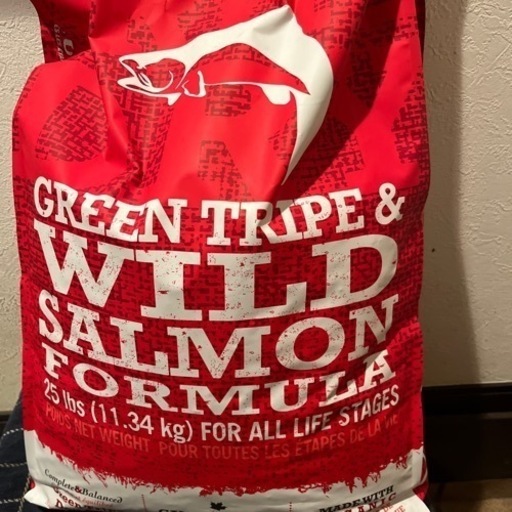 GREEN TRIPE &
WILD
SALMON
FORMULA
25 lbs (11.34 kg) FOR ALL LIFE STAGES
POIDS NET WEIGHT POUR TOUTES LES ÉTAPES DE LA VIE
Complete&Balanced
MADE WITH